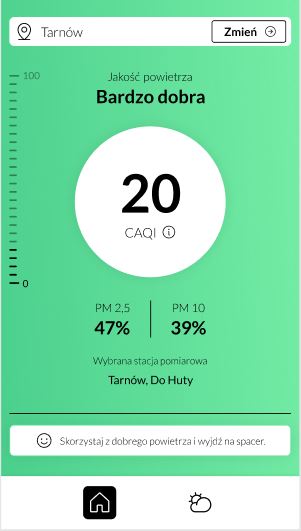 Tarnów
Zmień
100
Jakość powietrza
Bardzo dobra
20
CAQI
0
PM 2,5
PM 10
47%
39%
Wybrana stacja pomiarowa
Tarnów, Do Huty
Skorzystaj z dobrego powietrza i wyjdź na spacer.